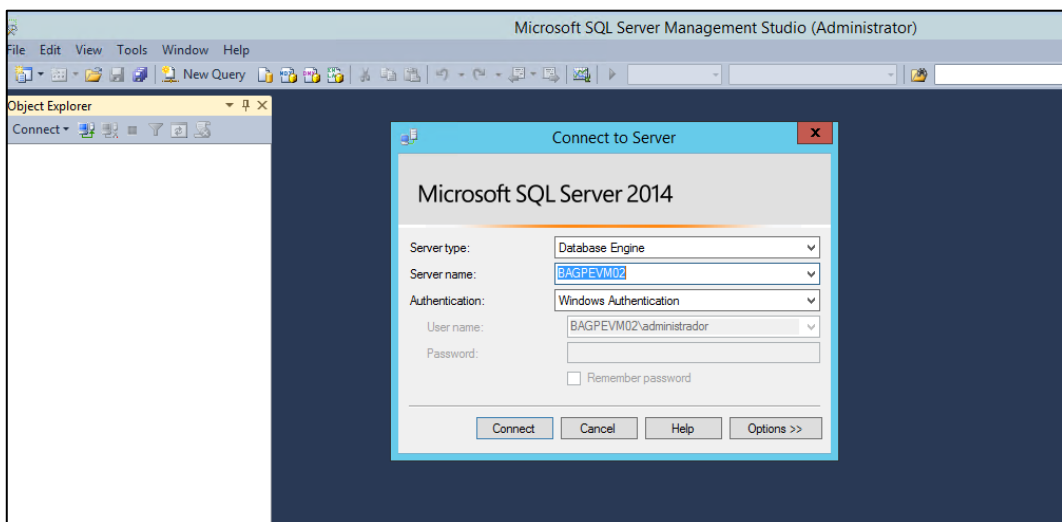 Microsoft SQL Server Management Studio (Administrator)
File Edit View Tools Window Help
New Query
Object Explorer
Connect
Connect to Server
x
Microsoft SQL Server 2014
Server type: Database Engine
Server name: BAGPEVM02
Authentication: Windows Authentication
User name: BAGPEVM02\administrador
Password:
Remember password
Connect Cancel Help Options >>